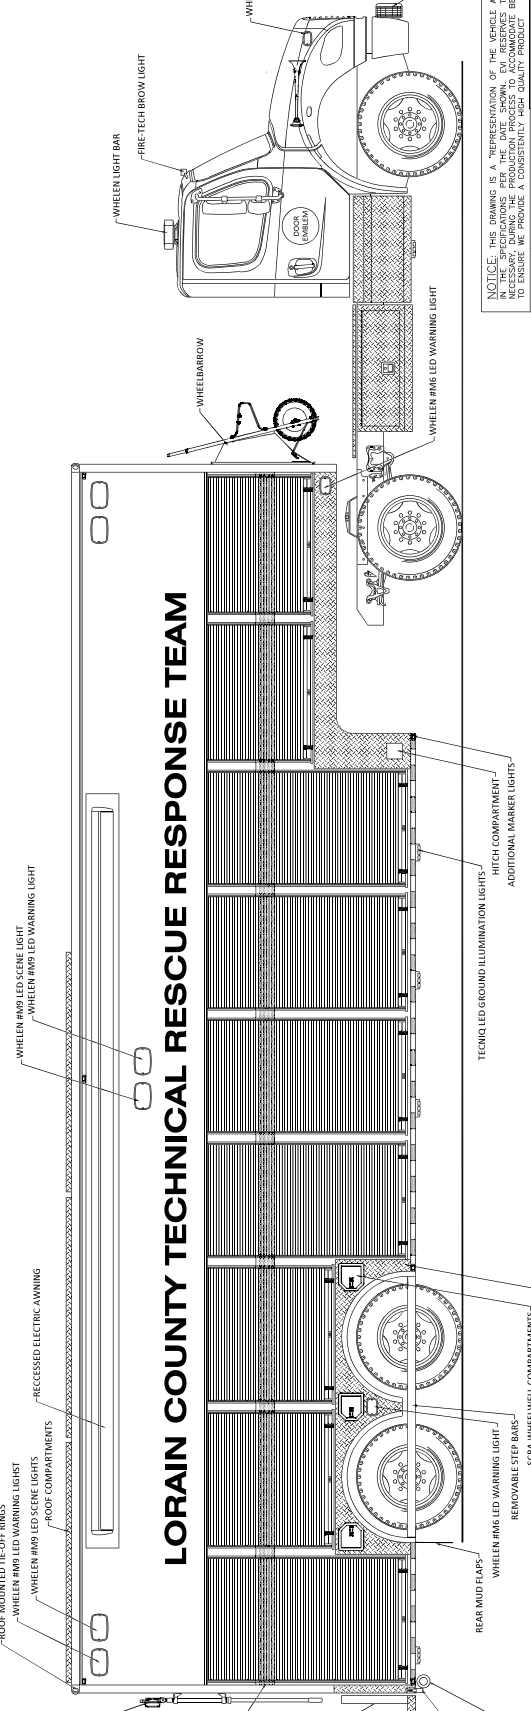 ROOF MOUNTED TIE-OFF RINGS
WHELEN #M9 LED WARNING LIGHST
WHELEN #M9 LED SCENE LIGHTS
ROOF COMPARTMENTS
RECCESSED ELECTRIC AWNING
WHELEN #M9 LED SCENE LIGHT
WHELEN #M9 LED WARNING LIGHT
WHEELBARROW
WHELEN LIGHT BAR
FIRE-TECH BROW LIGHT
DOOR
EMBLEM
LORAIN COUNTY TECHNICAL RESCUE RESPONSE TEAM
WHELEN #M6 LED WARNING LIGHT
REAR MUD FLAPS
WHELEN #M6 LED WARNING LIGHT
REMOVABLE STEP BARS
SCBA WHEELWELL COMPARTMENTS
TECNIQ LED GROUND ILLUMINATION LIGHTS
HITCH COMPARTMENT
ADDITIONAL MARKER LIGHTS
NOTICE: THIS DRAWING IS A "REPRESENTATION OF THE VEHICLE
IN THE SPECIFICATIONS PER THE DATE SHOWN. EVI RESERVES
NECESSARY, DURING THE PRODUCTION PROCESS TO ACCOMMODATE
TO ENSURE WE PROVIDE A CONSISTENTLY HIGH QUALITY PRODUCT